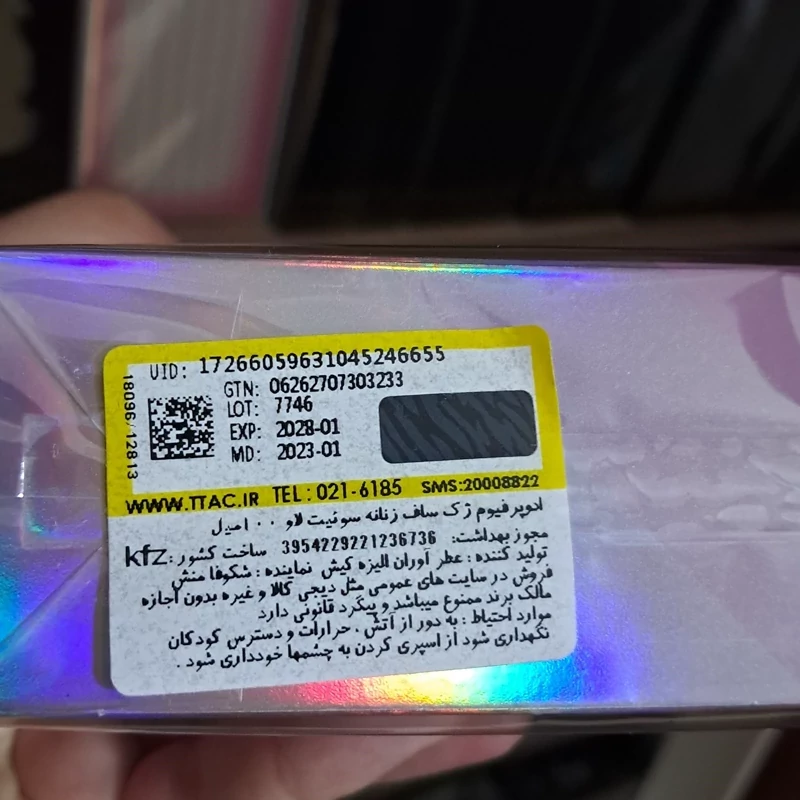 UID: 17266059631045246655
GTN: 06262707303233
LOT: 7746
EXP: 2028-01
MD: 2023-01
18096/12813
WWW.TTAC.IR TEL: 021-6185 SMS:20008822
ادوپرفیوم ژک ساف زنانه سوئیت لاو ۱۰۰ میل
مجوز بهداشت: 3954229221236736 ساخت کشور: kfz
تولید کننده: عطر آوران الیزه کیش نماینده: شکوفا منش
فروش در سایت های عمومی مثل دیجی کالا و غیره بدون اجازه
مالک برند ممنوع میباشد و پیگرد قانونی دارد
موارد احتیاط: به دور از آتش، حرارات و دسترس کودکان
نگهداری شود از اسپری کردن به چشمها خودداری شود.